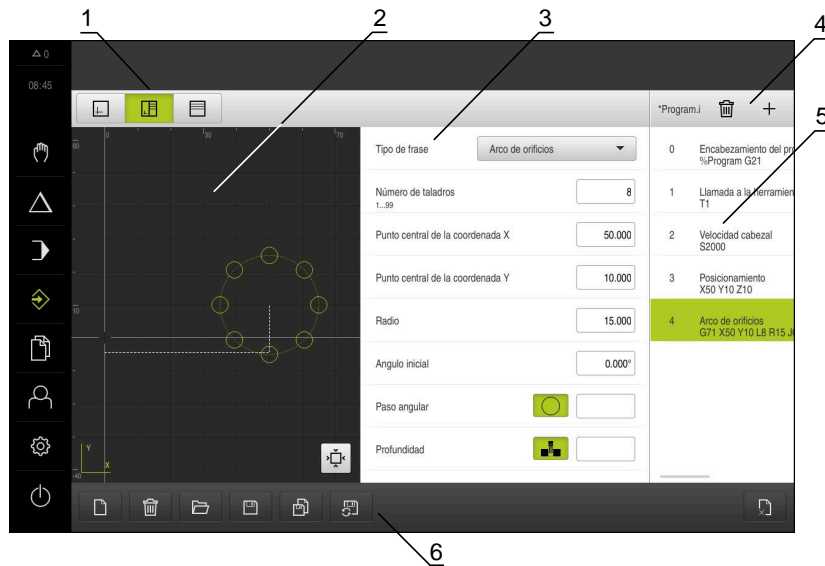 1
2
3
4
5
6
0
08:45
*Program.i
0
30
70
60
10
-40
Y
X
Tipo de frase
Arco de orificios
Número de taladros
8
1...99
Punto central de la coordenada X
50.000
Punto central de la coordenada Y
10.000
Radio
15.000
Angulo inicial
0.000°
Paso angular
Profundidad
0 Encabezamiento del pro
%Program G21
1 Llamada a la herramien
T1
2 Velocidad cabezal
S2000
3 Posicionamiento
X50 Y10 Z10
4 Arco de orificios
G71 X50 Y10 L8 R15 J